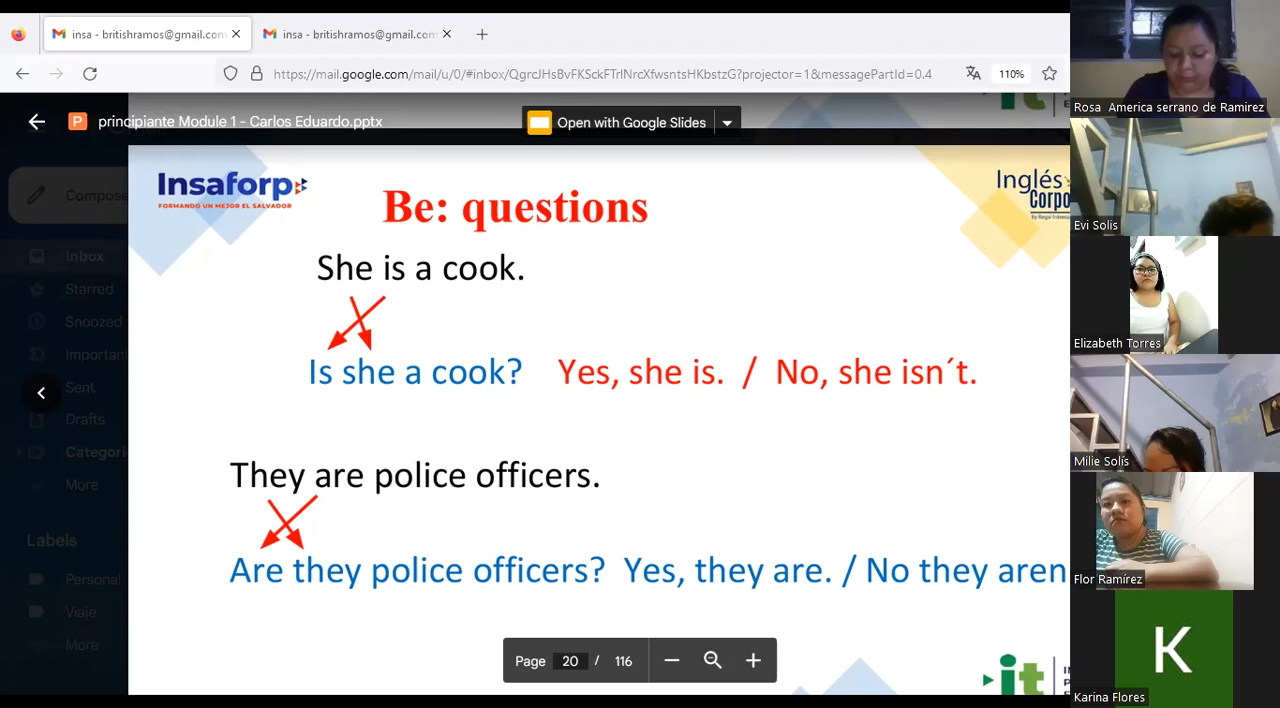 insa - britishramos@gmail.com
insa - britishramos@gmail.com
https://mail.google.com/mail/u/0/#inbox/QgrcJHsBvFKSckFTrlNrcXfwsntsHKbstzG?projector=1&messagePartId=0.4
110%
P principiante Module 1 - Carlos Eduardo.pptx
Open with Google Slides
Compose
Inbox
Starred
Snoozed
Important
Sent
Drafts
Categori
More
Labels
Personal
Viaje
More
Insaforp
FORMANDO UN MEJOR EL SALVADOR
Inglés
Corpo
Be: questions
She is a cook.
Is she a cook? Yes, she is. / No, she isn´t.
They are police officers.
Are they police officers? Yes, they are. / No they aren
it
Page 20 / 116
Rosa America serrano de Ramirez
Evi Solis
Elizabeth Torres
Milie Solís
Flor Ramírez
K
Karina Flores